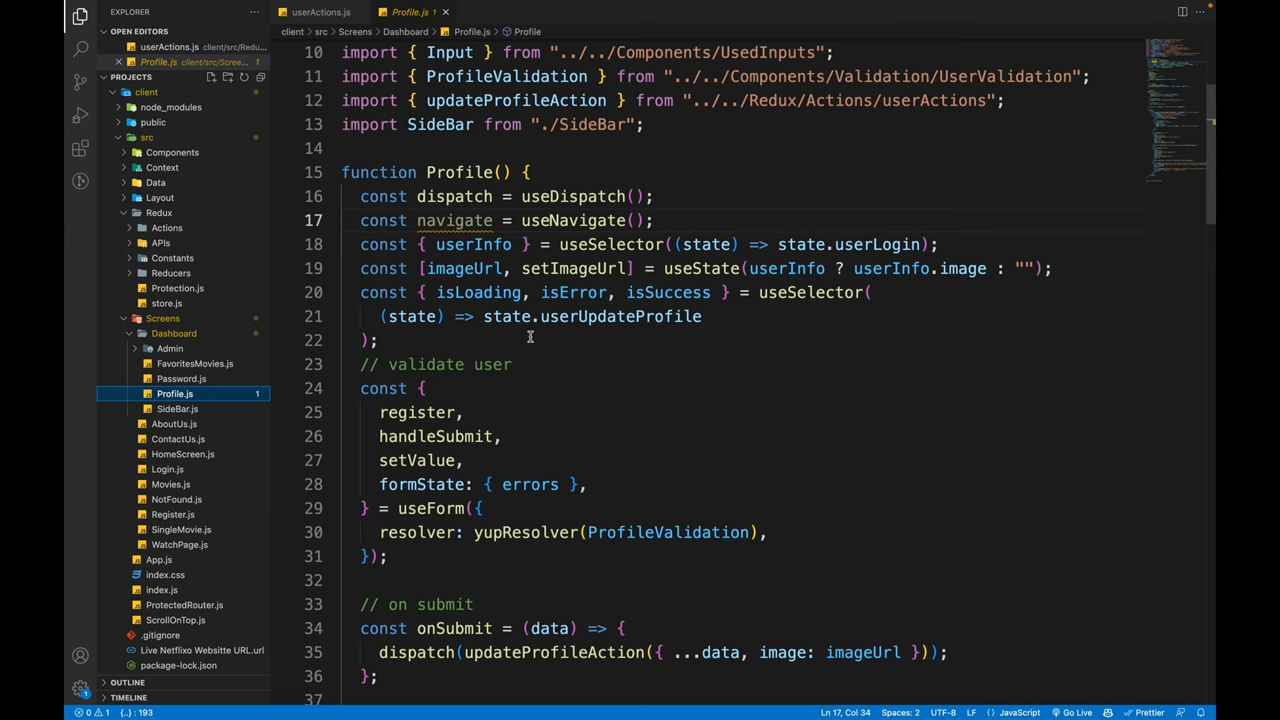 EXPLORER
OPEN EDITORS
userActions.js client/src/Redu...
Profile.js client/src/Scree...
PROJECTS
client
node_modules
public
src
Components
Context
Data
Layout
Redux
Actions
APIs
Constants
Reducers
Protection.js
store.js
Screens
Dashboard
Admin
FavoritesMovies.js
Password.js
Profile.js 1
SideBar.js
AboutUs.js
ContactUs.js
HomeScreen.js
Login.js
Movies.js
NotFound.js
Register.js
SingleMovie.js
WatchPage.js
App.js
index.css
index.js
ProtectedRouter.js
ScrollOnTop.js
.gitignore
Live Netflixo Websitte URL.url
package-lock.json
OUTLINE
TIMELINE
userActions.js
Profile.js 1
client > src > Screens > Dashboard > Profile.js > Profile
10 import { Input } from "../../Components/UsedInputs";
11 import { ProfileValidation } from "../../Components/Validation/UserValidation";
12 import { updateProfileAction } from "../../Redux/Actions/userActions";
13 import SideBar from "./SideBar";
14
15 function Profile() {
16 const dispatch = useDispatch();
17 const navigate = useNavigate();
18 const { userInfo } = useSelector((state) => state.userLogin);
19 const [imageUrl, setImageUrl] = useState(userInfo ? userInfo.image : "");
20 const { isLoading, isError, isSuccess } = useSelector(
21 (state) => state.userUpdateProfile
22 );
23 // validate user
24 const {
25 register,
26 handleSubmit,
27 setValue,
28 formState: { errors },
29 } = useForm({
30 resolver: yupResolver(ProfileValidation),
31 });
32
33 // on submit
34 const onSubmit = (data) => {
35 dispatch(updateProfileAction({ ...data, image: imageUrl }));
36 };
37
1
0 1 {..} : 193
Ln 17, Col 34 Spaces: 2 UTF-8 LF {} JavaScript Go Live Prettier